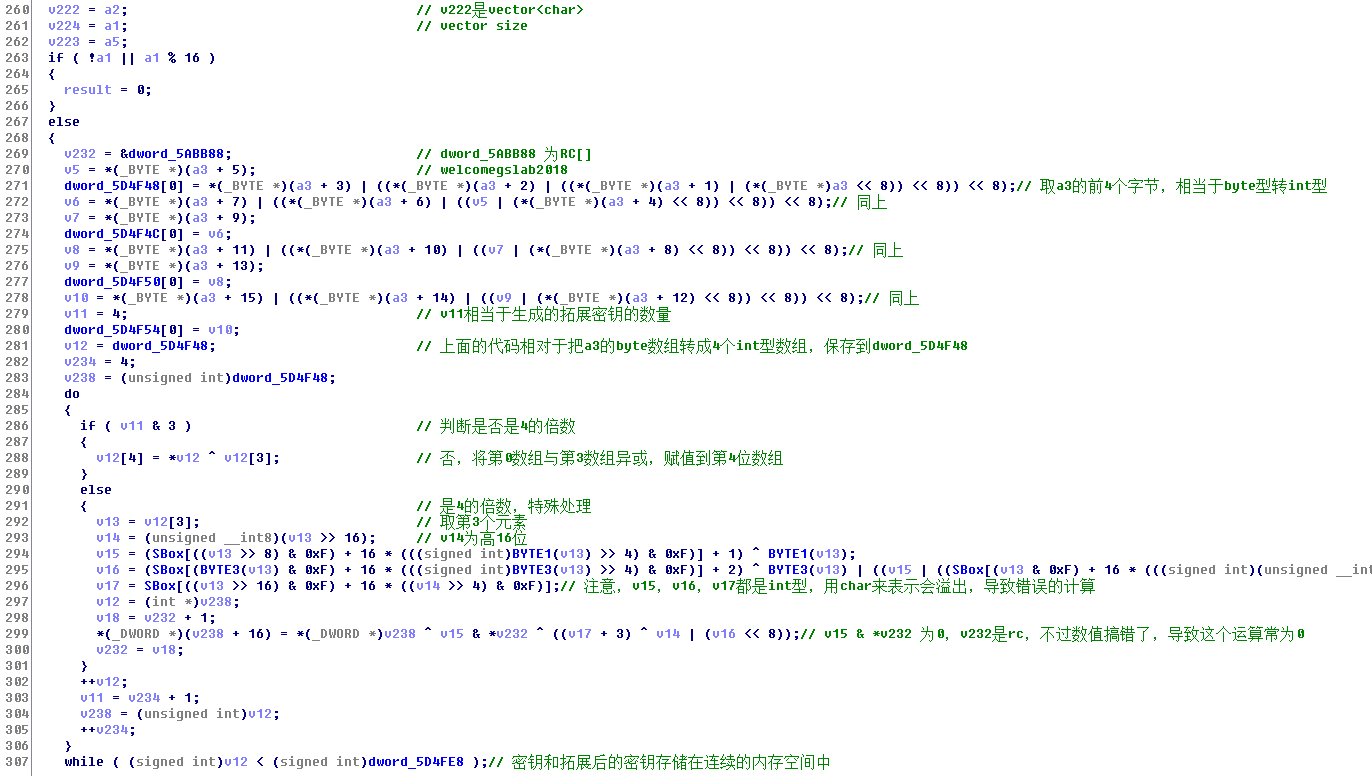 260 v222 = a2; // v222是vector<char>
261 v224 = a1; // vector size
262 v223 = a5;
263 if ( !a1 || a1 % 16 )
264 {
265 result = 0;
266 }
267 else
268 {
269 v232 = &dword_5ABB88; // dword_5ABB88 为RC[]
270 v5 = *(_BYTE *)(a3 + 5); // welcomegslab2018
271 dword_5D4F48[0] = *(_BYTE *)(a3 + 3) | ((*(_BYTE *)(a3 + 2) | ((*(_BYTE *)(a3 + 1) | (*(_BYTE *)a3 << 8)) << 8)) << 8);// 取a3的前4个字节，相当于byte型转int型
272 v6 = *(_BYTE *)(a3 + 7) | ((*(_BYTE *)(a3 + 6) | ((v5 | (*(_BYTE *)(a3 + 4) << 8)) << 8)) << 8);// 同上
273 v7 = *(_BYTE *)(a3 + 9);
274 dword_5D4F4C[0] = v6;
275 v8 = *(_BYTE *)(a3 + 11) | ((*(_BYTE *)(a3 + 10) | ((v7 | (*(_BYTE *)(a3 + 8) << 8)) << 8)) << 8);// 同上
276 v9 = *(_BYTE *)(a3 + 13);
277 dword_5D4F50[0] = v8;
278 v10 = *(_BYTE *)(a3 + 15) | ((*(_BYTE *)(a3 + 14) | ((v9 | (*(_BYTE *)(a3 + 12) << 8)) << 8)) << 8);// 同上
279 v11 = 4; // v11相当于生成的拓展密钥的数量
280 dword_5D4F54[0] = v10;
281 v12 = dword_5D4F48; // 上面的代码相对于把a3的byte数组转成4个int型数组，保存到dword_5D4F48
282 v234 = 4;
283 v238 = (unsigned int)dword_5D4F48;
284 do
285 {
286 if ( v11 & 3 ) // 判断是否是4的倍数
287 {
288 v12[4] = *v12 ^ v12[3]; // 否，将第0数组与第3数组异或，赋值到第4位数组
289 }
290 else
291 { // 是4的倍数，特殊处理
292 v13 = v12[3]; // 取第3个元素
293 v14 = (unsigned __int8)(v13 >> 16); // v14为高16位
294 v15 = (SBox[((v13 >> 8) & 0xF) + 16 * (((signed int)BYTE1(v13) >> 4) & 0xF)] + 1) ^ BYTE1(v13);
295 v16 = (SBox[(BYTE3(v13) & 0xF) + 16 * (((signed int)BYTE3(v13) >> 4) & 0xF)] + 2) ^ BYTE3(v13) | ((v15 | ((SBox[(v13 & 0xF) + 16 * (((signed int)(unsigned __int
296 v17 = SBox[((v13 >> 16) & 0xF) + 16 * ((v14 >> 4) & 0xF)];// 注意，v15，v16，v17都是int型，用char来表示会溢出，导致错误的计算
297 v12 = (int *)v238;
298 v18 = v232 + 1;
299 *(_DWORD *)(v238 + 16) = *(_DWORD *)v238 ^ v15 & *v232 ^ ((v17 + 3) ^ v14 | (v16 << 8));// v15 & *v232 为0，v232是rc，不过数值搞错了，导致这个运算常为0
300 v232 = v18;
301 }
302 ++v12;
303 v11 = v234 + 1;
304 v238 = (unsigned int)v12;
305 ++v234;
306 }
307 while ( (signed int)v12 < (signed int)dword_5D4FE8 );// 密钥和拓展后的密钥存储在连续的内存空间中